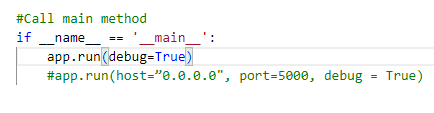 #Call main method
if __name__ == '__main__':
    app.run(debug=True)
    #app.run(host=”0.0.0.0", port=5000, debug = True)